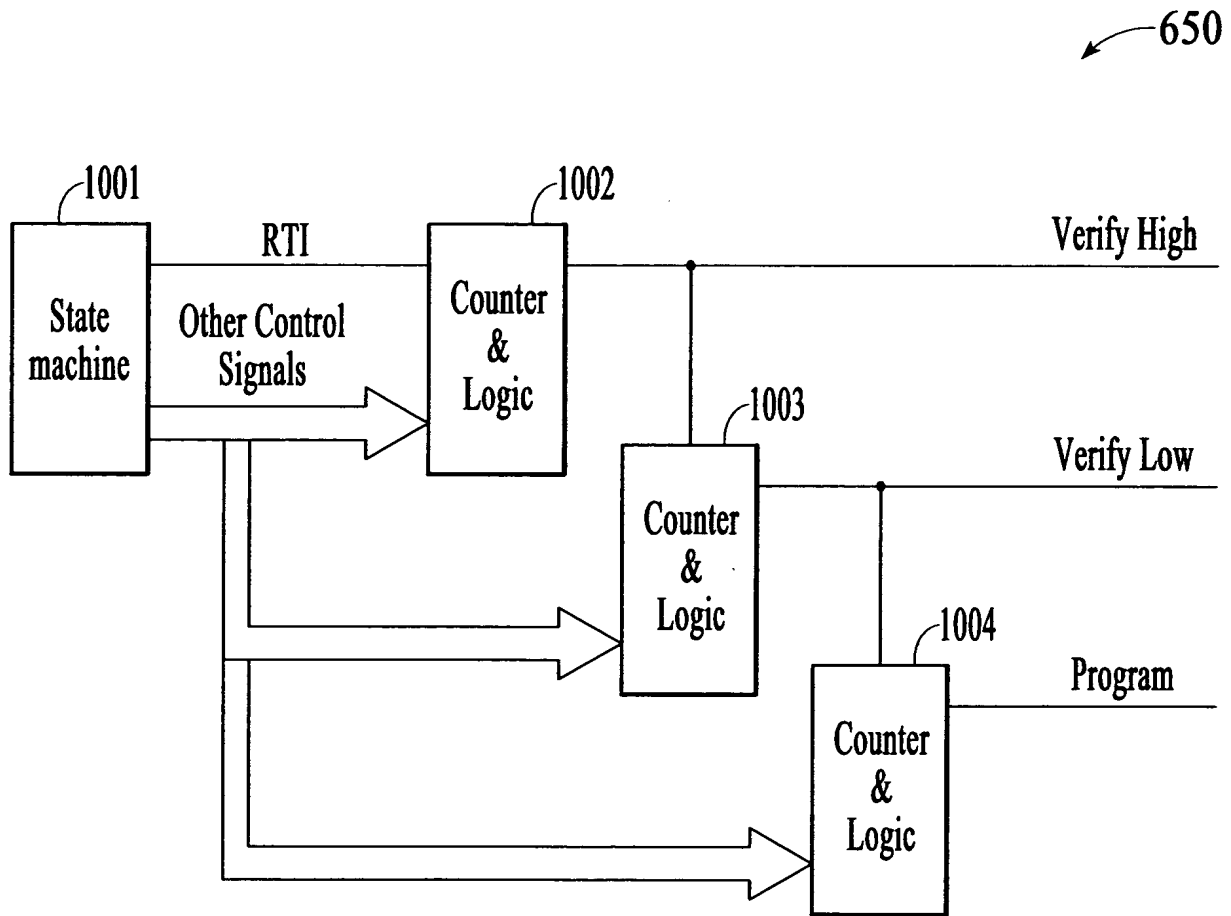 650
1001
1002
RTI
Verify High
State
machine
Other Control
Signals
Counter
&
Logic
1003
Verify Low
Counter
&
Logic
1004
Program
Counter
&
Logic